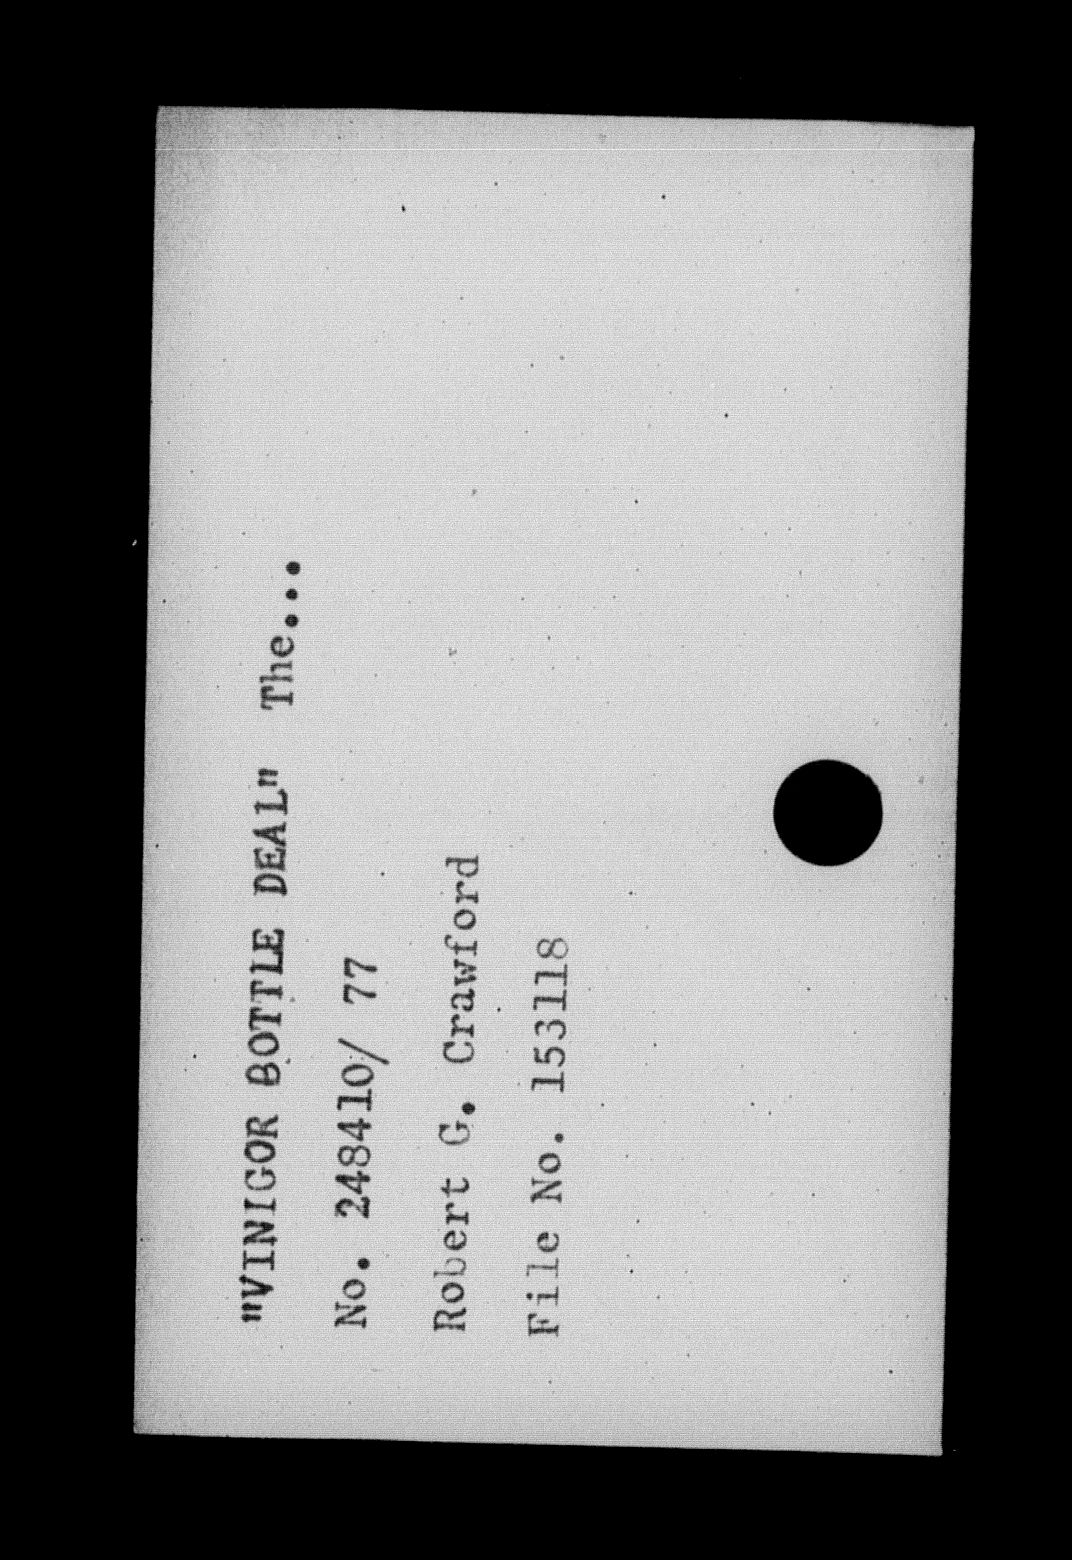 "VINIGOR BOTTLE DEAL" The...
No. 248410/ 77
Robert G. Crawford
File No. 153118